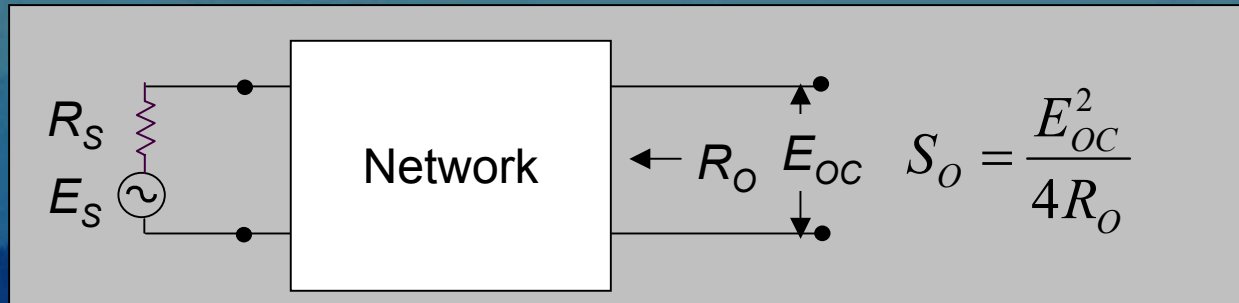 R_S
E_S
Network
R_O
E_OC
S_O = E_OC^2 / 4R_O